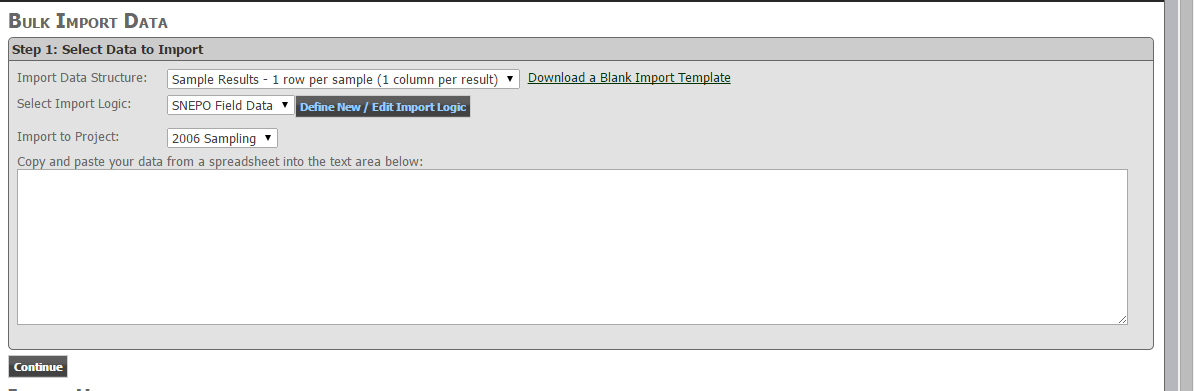 Bulk Import Data
Step 1: Select Data to Import
Import Data Structure: Sample Results - 1 row per sample (1 column per result) Download a Blank Import Template
Select Import Logic: SNEPO Field Data Define New / Edit Import Logic
Import to Project: 2006 Sampling
Copy and paste your data from a spreadsheet into the text area below:
Continue